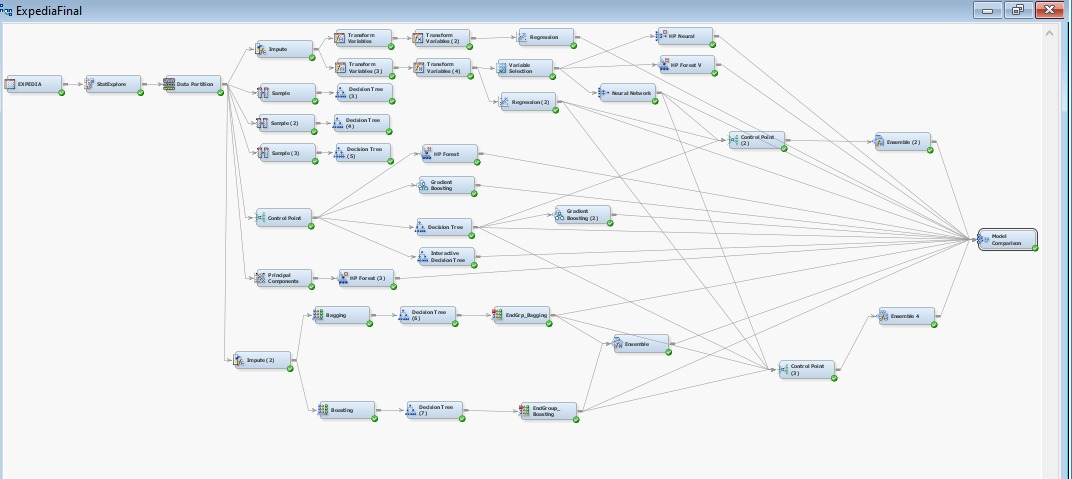 ExpediaFinal
EXPEDIA
StatExplore
Data Partition
Impute
Transform
Variables
Transform
Variables (2)
Regression
HP Neural
Transform
Variables (3)
Transform
Variables (4)
Variable
Selection
HP Forest V
Sample
Decision Tree
(3)
Regression (2)
Neural Network
Sample (2)
Decision Tree
(4)
Control Point
(2)
Ensemble (2)
Sample (3)
Decision Tree
(5)
HP Forest
Gradient
Boosting
Control Point
Decision Tree
Gradient
Boosting (2)
Interactive
Decision Tree
Model
Comparison
Principal
Components
HP Forest (3)
Bagging
Decision Tree
(6)
EndGrp_Bagging
Ensemble
Ensemble 4
Impute (2)
Control Point
(3)
Boosting
Decision Tree
(7)
EndGroup_
Boosting